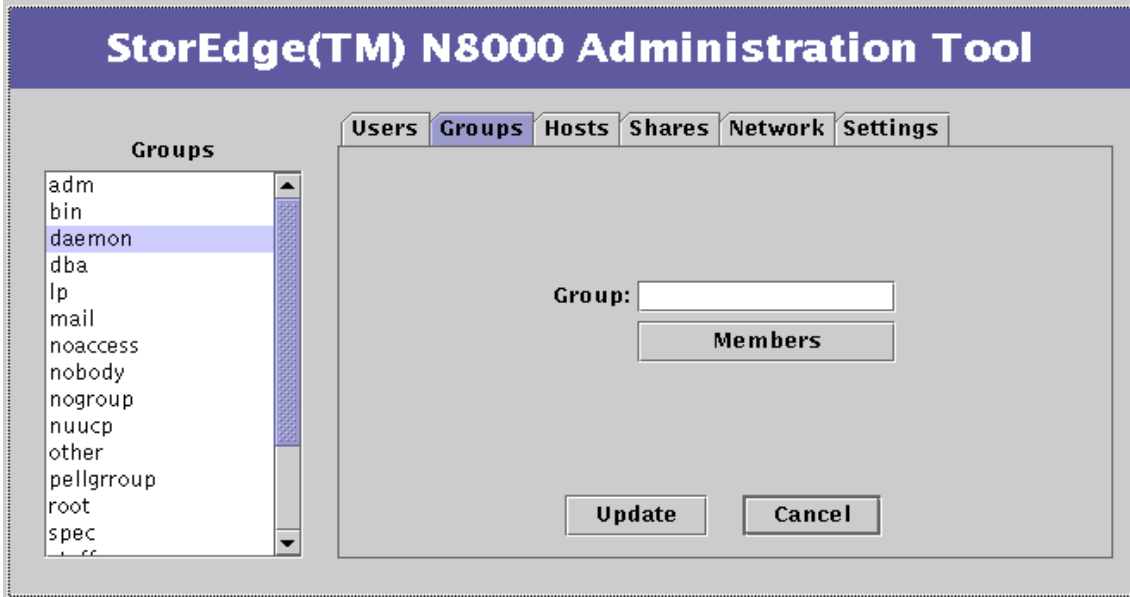 StorEdge(TM) N8000 Administration Tool
Users Groups Hosts Shares Network Settings
Groups
adm
bin
daemon
dba
lp
mail
noaccess
nobody
nogroup
nuucp
other
pellgrroup
root
spec
Group:
Members
Update Cancel